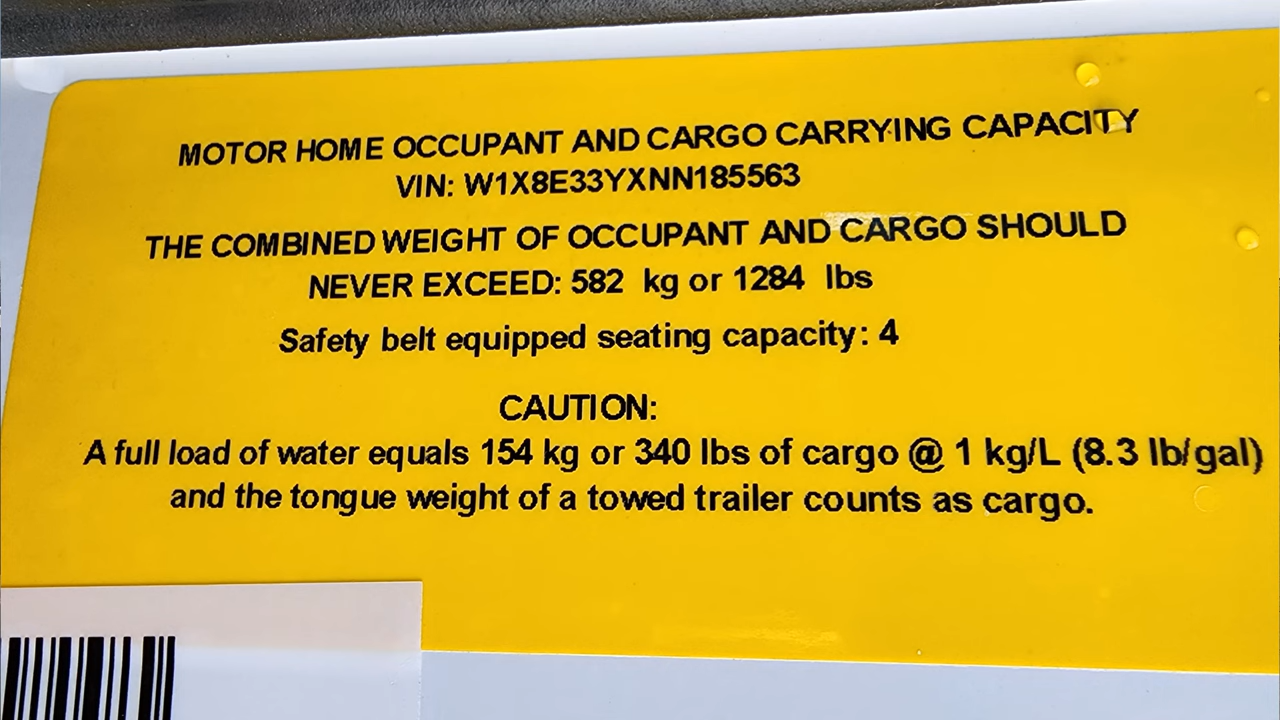 MOTOR HOME OCCUPANT AND CARGO CARRYING CAPACITY
VIN: W1X8E33YXNN185563
THE COMBINED WEIGHT OF OCCUPANT AND CARGO SHOULD
NEVER EXCEED: 582 kg or 1284 lbs
Safety belt equipped seating capacity: 4
CAUTION:
A full load of water equals 154 kg or 340 lbs of cargo @ 1 kg/L (8.3 lb/gal)
and the tongue weight of a towed trailer counts as cargo.